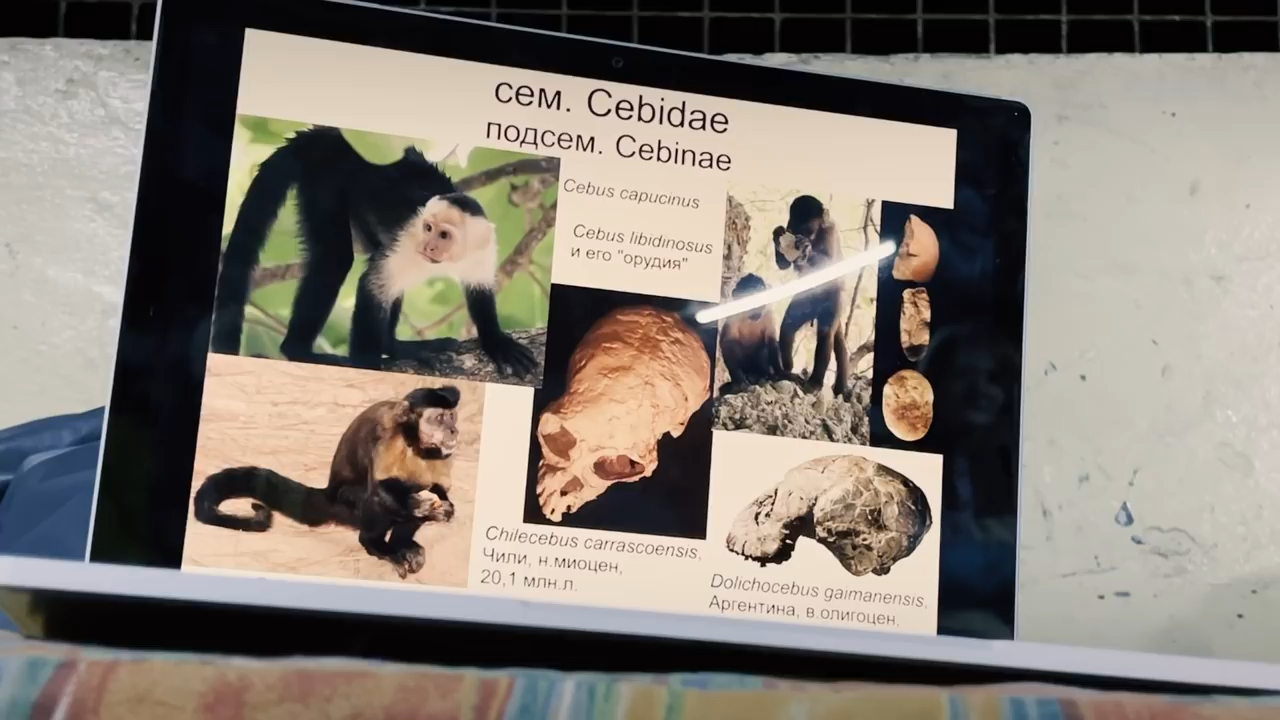 сем. Cebidae
подсем. Cebinae
Cebus capucinus
Cebus libidinosus
и его "орудия"
Chilecebus carrascoensis,
Чили, н.миоцен,
20,1 млн.л.
Dolichocebus gaimanensis,
Аргентина, в.олигоцен,